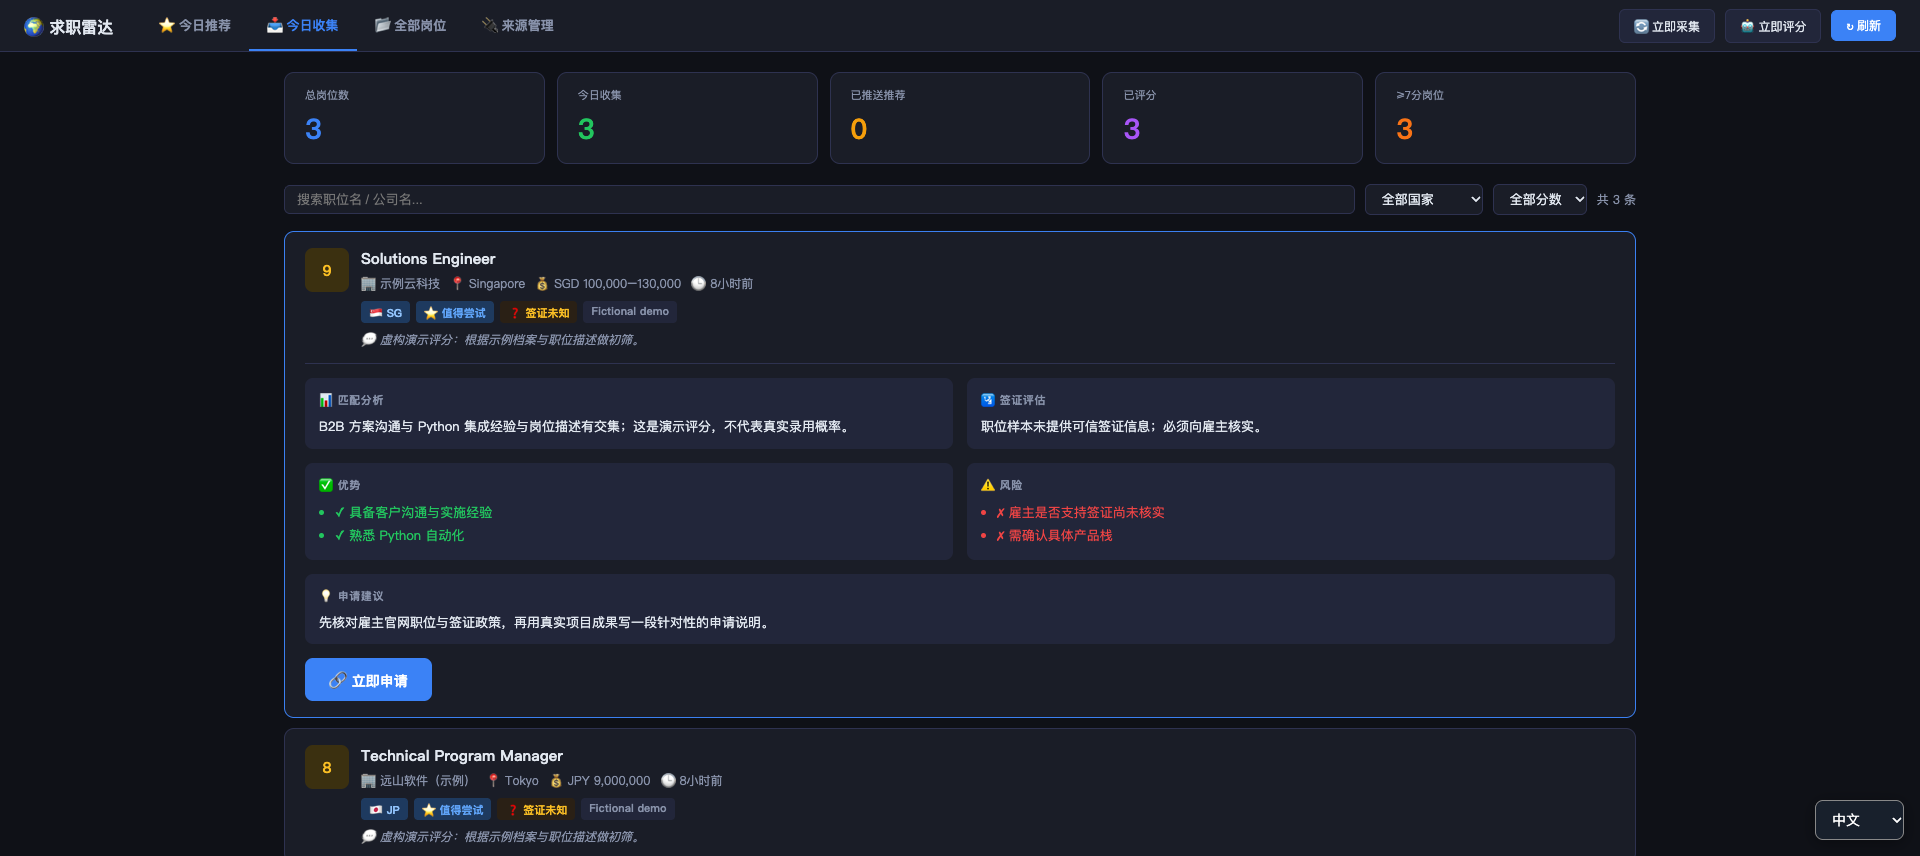 求职雷达
今日推荐
今日收集
全部岗位
来源管理
立即采集
立即评分
↻ 刷新
总岗位数
3
今日收集
3
已推送推荐
0
已评分
3
≥7分岗位
3
搜索职位名 / 公司名...
全部国家
全部分数
共 3 条
9
Solutions Engineer
示例云科技 Singapore SGD 100,000–130,000 8小时前
SG 值得尝试 ? 签证未知 Fictional demo
虚构演示评分：根据示例档案与职位描述做初筛。
匹配分析
B2B 方案沟通与 Python 集成经验与岗位描述有交集；这是演示评分，不代表真实录用概率。
签证评估
职位样本未提供可信签证信息；必须向雇主核实。
优势
✓ 具备客户沟通与实施经验
✓ 熟悉 Python 自动化
风险
✗ 雇主是否支持签证尚未核实
✗ 需确认具体产品栈
申请建议
先核对雇主官网职位与签证政策，再用真实项目成果写一段针对性的申请说明。
立即申请
8
Technical Program Manager
远山软件（示例） Tokyo JPY 9,000,000 8小时前
JP 值得尝试 ? 签证未知 Fictional demo
虚构演示评分：根据示例档案与职位描述做初筛。
中文